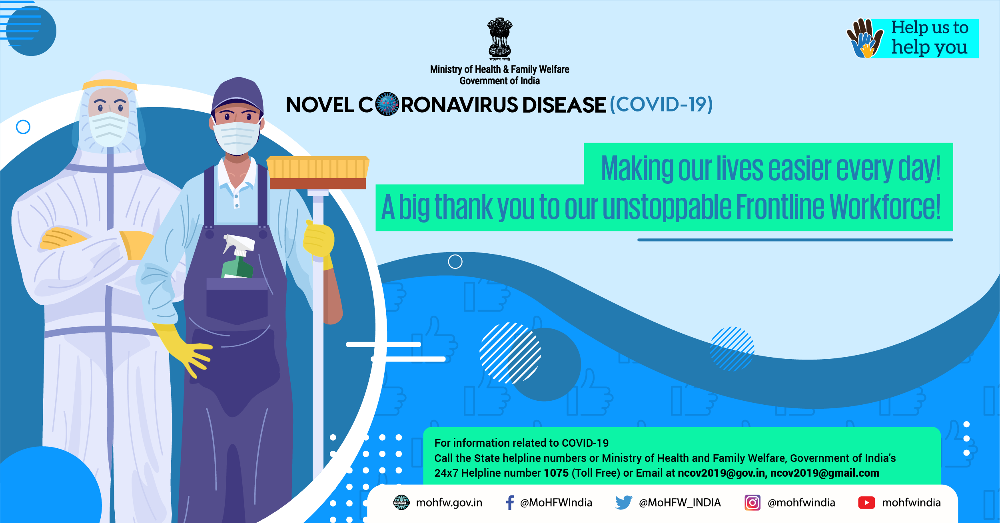 Help us to
help you
सत्यमेव जयते
Ministry of Health & Family Welfare
Government of India
NOVEL CORONAVIRUS DISEASE (COVID-19)
Making our lives easier every day!
A big thank you to our unstoppable Frontline Workforce!
For information related to COVID-19
Call the State helpline numbers or Ministry of Health and Family Welfare, Government of India’s
24x7 Helpline number 1075 (Toll Free) or Email at ncov2019@gov.in, ncov2019@gmail.com
mohfw.gov.in @MoHFWIndia @MoHFW_INDIA @mohfwindia mohfwindia